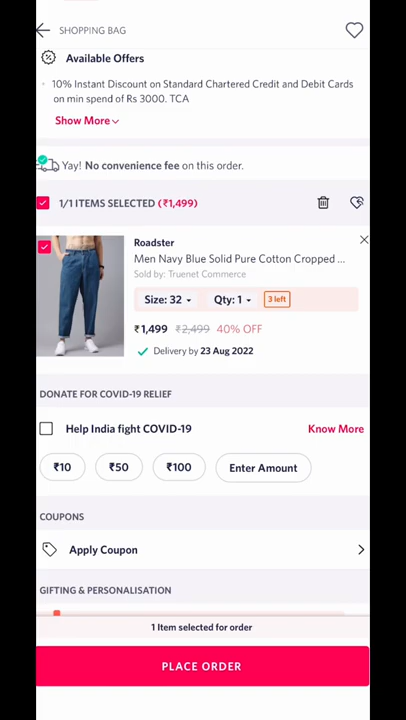 SHOPPING BAG
Available Offers
10% Instant Discount on Standard Chartered Credit and Debit Cards
on min spend of Rs 3000. TCA
Show More
Yay! No convenience fee on this order.
1/1 ITEMS SELECTED (₹1,499)
Roadster
Men Navy Blue Solid Pure Cotton Cropped ...
Sold by: Truenet Commerce
Size: 32 Qty: 1 3 left
₹1,499 ₹2,499 40% OFF
Delivery by 23 Aug 2022
DONATE FOR COVID-19 RELIEF
Help India fight COVID-19 Know More
₹10 ₹50 ₹100 Enter Amount
COUPONS
Apply Coupon
GIFTING & PERSONALISATION
1 Item selected for order
PLACE ORDER